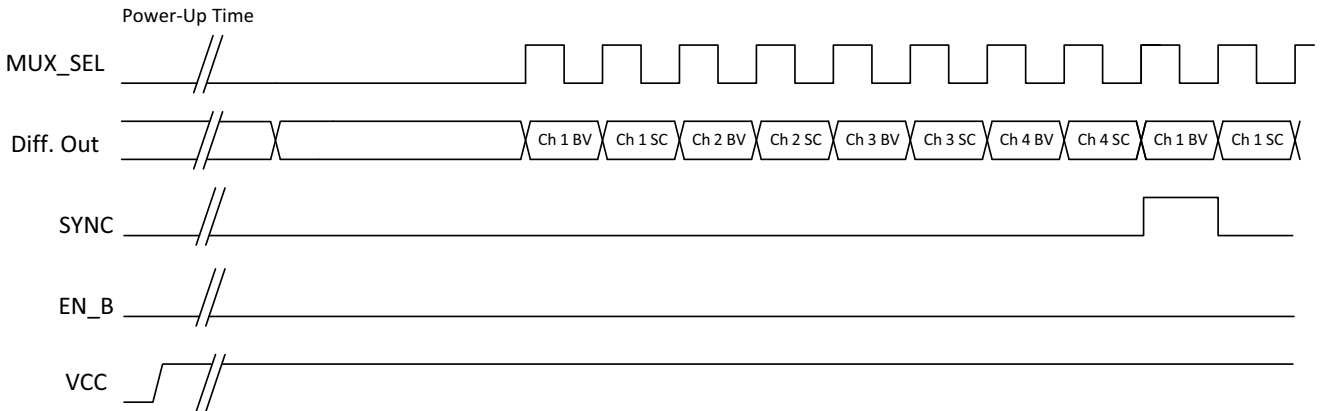 Power-Up Time
MUX_SEL
Diff. Out
Ch 1 BV
Ch 1 SC
Ch 2 BV
Ch 2 SC
Ch 3 BV
Ch 3 SC
Ch 4 BV
Ch 4 SC
Ch 1 BV
Ch 1 SC
SYNC
EN_B
VCC